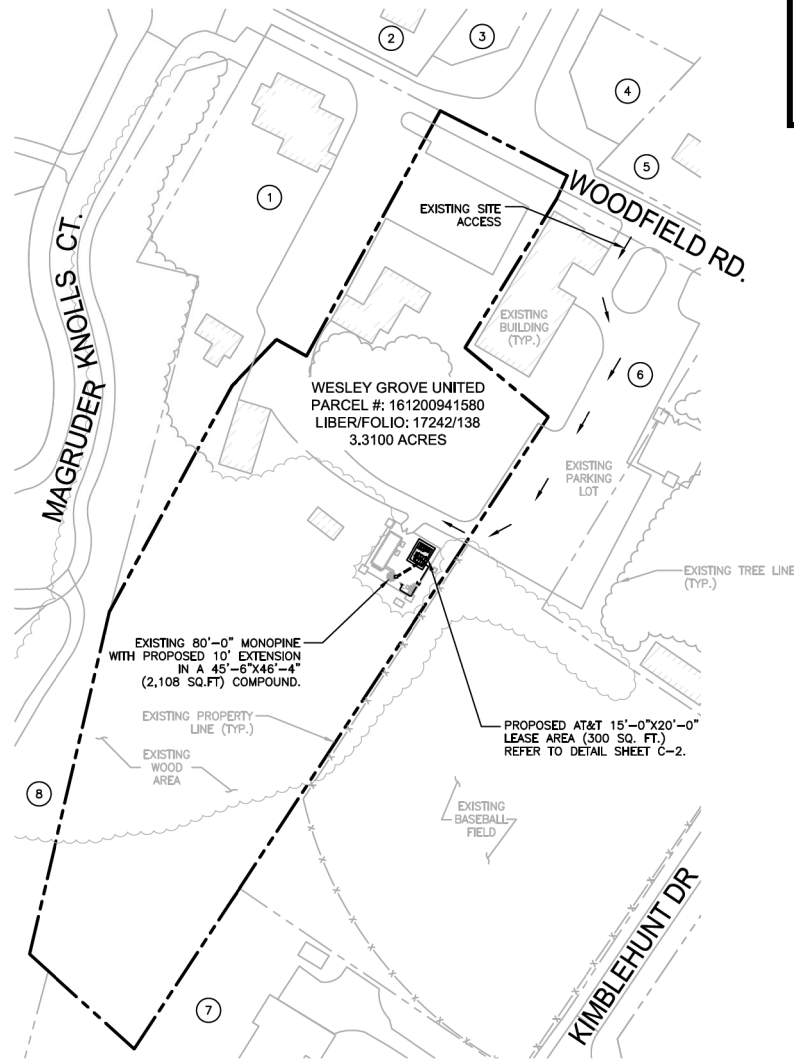 2
3
4
5
1
WOODFIELD RD.
EXISTING SITE
ACCESS
MAGRUDER KNOLLS CT.
EXISTING
BUILDING
(TYP.)
6
WESLEY GROVE UNITED
PARCEL #: 161200941580
LIBER/FOLIO: 17242/138
3.3100 ACRES
EXISTING
PARKING
LOT
EXISTING TREE LINE
(TYP.)
EXISTING 80'-0" MONOPINE
WITH PROPOSED 10' EXTENSION
IN A 45'-6"X46'-4"
(2,108 SQ.FT) COMPOUND.
PROPOSED AT&T 15'-0"X20'-0"
LEASE AREA (300 SQ. FT.)
REFER TO DETAIL SHEET C-2.
EXISTING PROPERTY
LINE (TYP.)
EXISTING
WOOD
AREA
8
EXISTING
BASEBALL
FIELD
KIMBLEHUNT DR
7